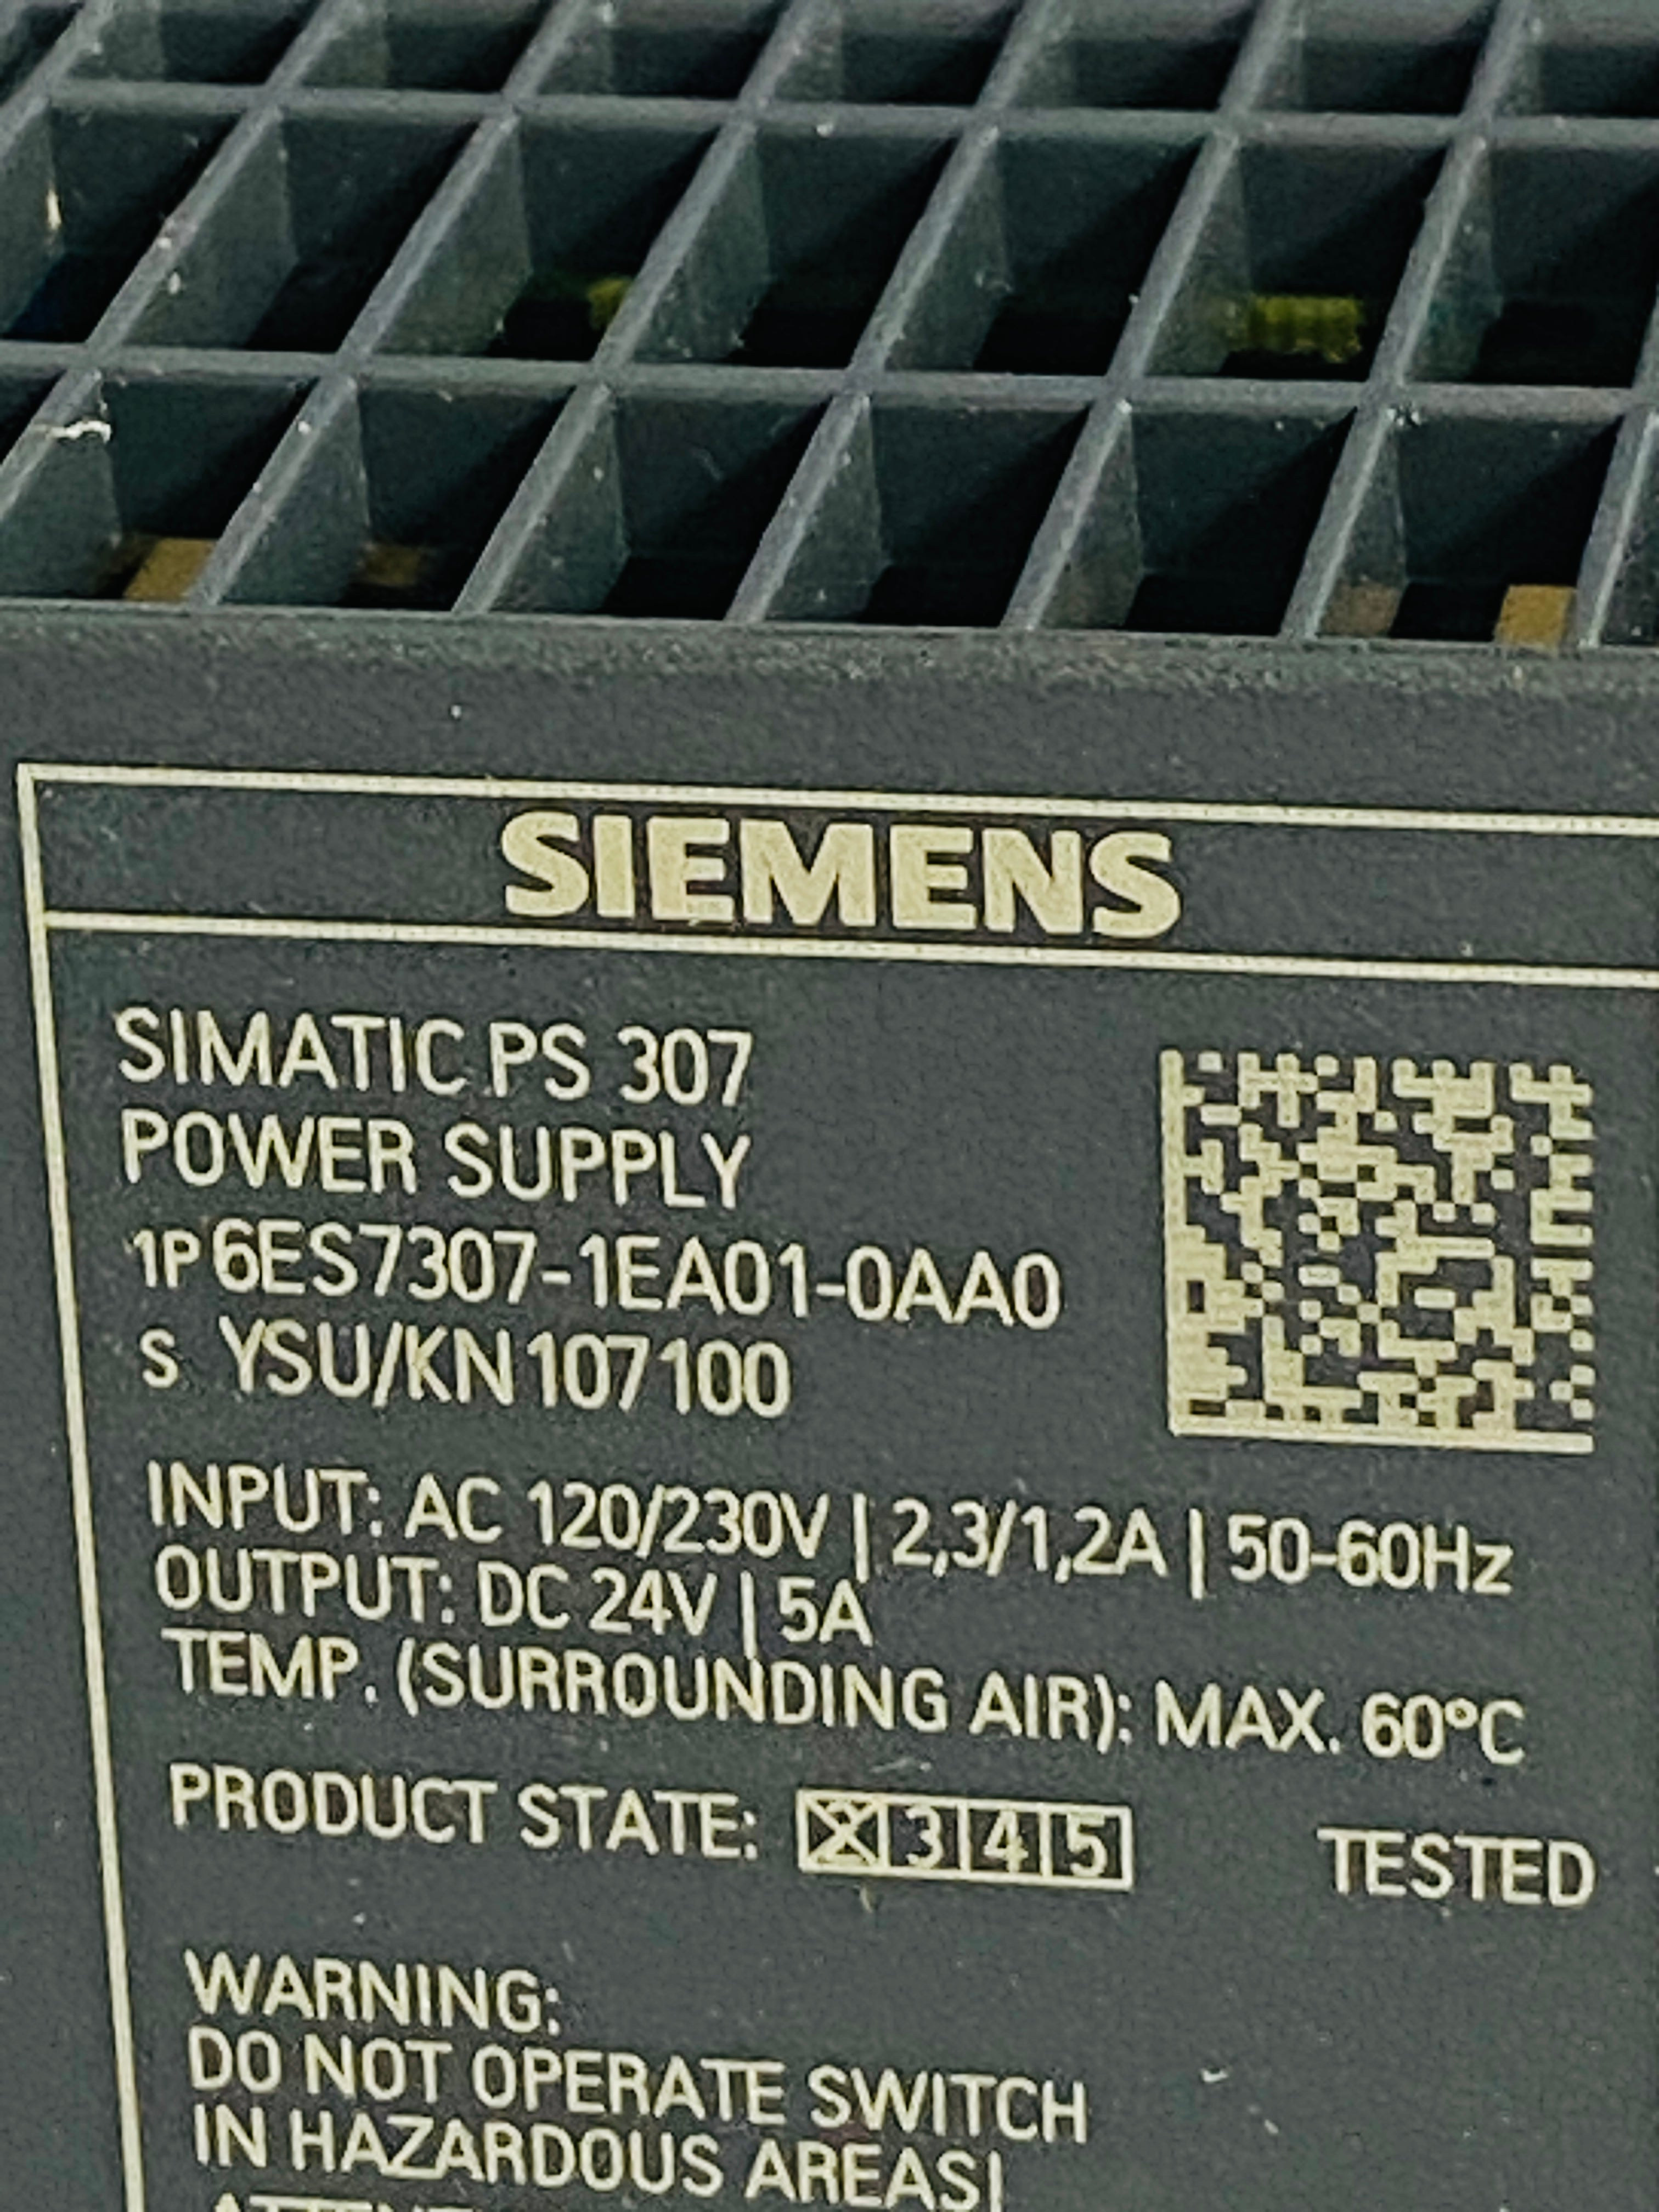 SIEMENS
SIMATIC PS 307
POWER SUPPLY
1P 6ES7307-1EA01-0AA0
S YSU/KN107100
INPUT: AC 120/230V | 2,3/1,2A | 50-60Hz
OUTPUT: DC 24V | 5A
TEMP. (SURROUNDING AIR): MAX. 60°C
PRODUCT STATE: 2 3 4 5 TESTED
WARNING:
DO NOT OPERATE SWITCH
IN HAZARDOUS AREAS!